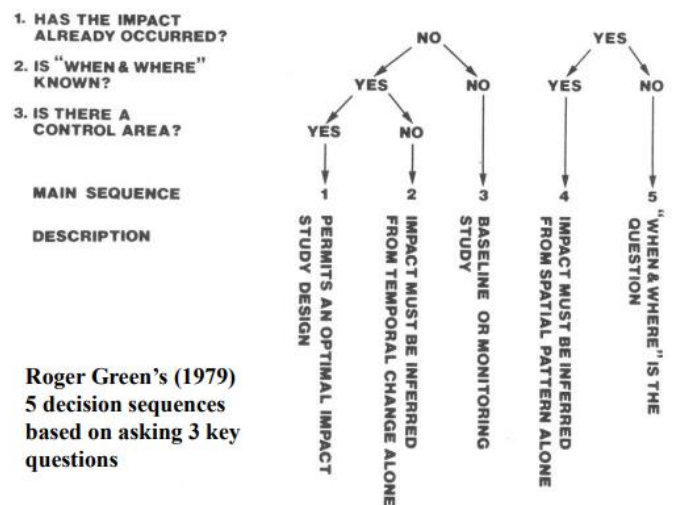 1. HAS THE IMPACT
ALREADY OCCURRED?
NO
YES
2. IS "WHEN & WHERE"
KNOWN?
YES
NO
YES
NO
3. IS THERE A
CONTROL AREA?
YES
NO
MAIN SEQUENCE
1
2
3
4
5
DESCRIPTION
PERMITS AN OPTIMAL IMPACT
STUDY DESIGN
IMPACT MUST BE INFERRED
FROM TEMPORAL CHANGE ALONE
BASELINE OR MONITORING
STUDY
IMPACT MUST BE INFERRED
FROM SPATIAL PATTERN ALONE
"WHEN & WHERE" IS THE
QUESTION
Roger Green's (1979)
5 decision sequences
based on asking 3 key
questions